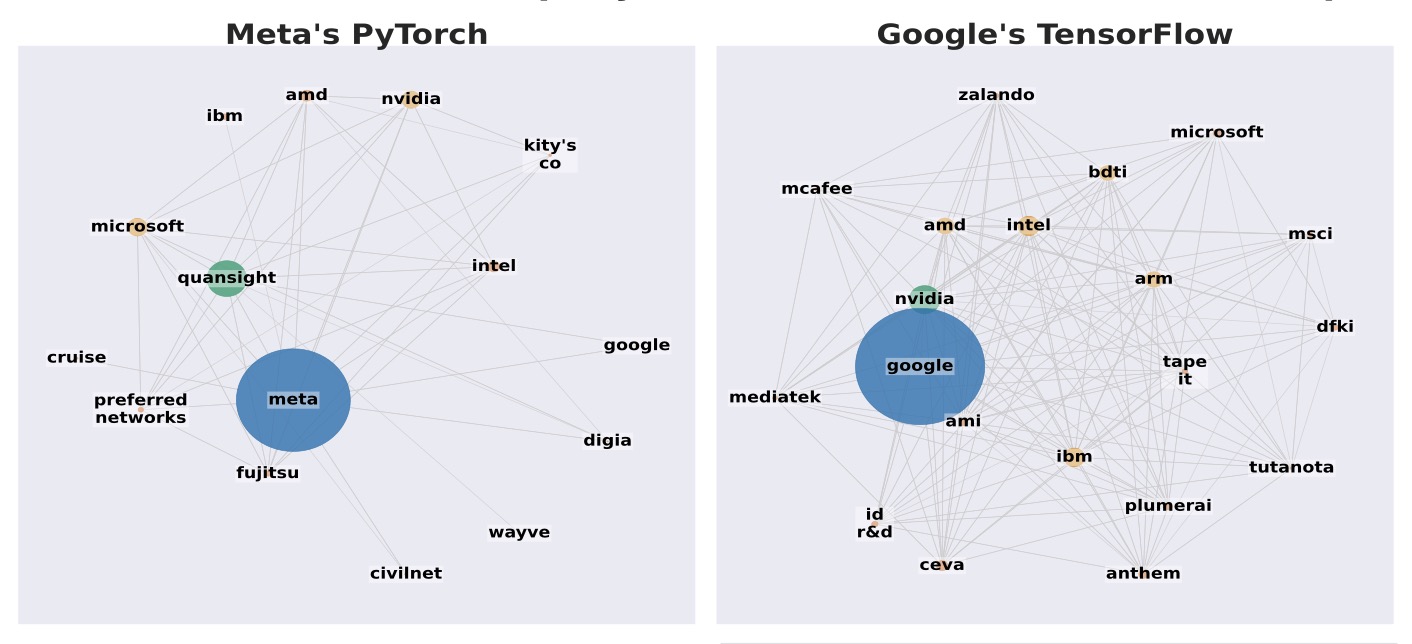 Meta's PyTorch
amd
nvidia
ibm
kity's
co
microsoft
quansight
intel
google
cruise
preferred
networks
meta
digia
fujitsu
wayve
civilnet
Google's TensorFlow
zalando
microsoft
bdti
mcafee
amd
intel
msci
arm
nvidia
dfki
google
tape
it
mediatek
ami
ibm
tutanota
plumerai
id
r&d
ceva
anthem